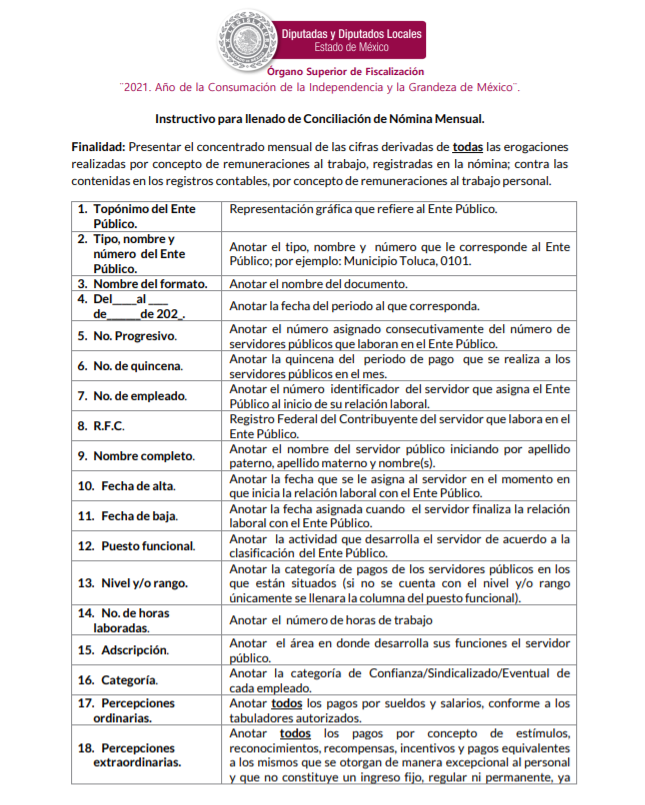 Diputadas y Diputados Locales
Estado de México
Órgano Superior de Fiscalización
¨2021. Año de la Consumación de la Independencia y la Grandeza de México¨.
Instructivo para llenado de Conciliación de Nómina Mensual.
Finalidad: Presentar el concentrado mensual de las cifras derivadas de todas las erogaciones
realizadas por concepto de remuneraciones al trabajo, registradas en la nómina; contra las
contenidas en los registros contables, por concepto de remuneraciones al trabajo personal.
1. Topónimo del Ente
Público.
Representación gráfica que refiere al Ente Público.
2. Tipo, nombre y
número del Ente
Público.
Anotar el tipo, nombre y número que le corresponde al Ente
Público; por ejemplo: Municipio Toluca, 0101.
3. Nombre del formato.
Anotar el nombre del documento.
4. Del____al ___
de______de 202_.
Anotar la fecha del periodo al que corresponda.
5. No. Progresivo.
Anotar el número asignado consecutivamente del número de
servidores públicos que laboran en el Ente Público.
6. No. de quincena.
Anotar la quincena del periodo de pago que se realiza a los
servidores públicos en el mes.
7. No. de empleado.
Anotar el número identificador del servidor que asigna el Ente
Público al inicio de su relación laboral.
8. R.F.C.
Registro Federal del Contribuyente del servidor que labora en el
Ente Público.
9. Nombre completo.
Anotar el nombre del servidor público iniciando por apellido
paterno, apellido materno y nombre(s).
10. Fecha de alta.
Anotar la fecha que se le asigna al servidor en el momento en
que inicia la relación laboral con el Ente Público.
11. Fecha de baja.
Anotar la fecha asignada cuando el servidor finaliza la relación
laboral con el Ente Público.
12. Puesto funcional.
Anotar la actividad que desarrolla el servidor de acuerdo a la
clasificación del Ente Público.
13. Nivel y/o rango.
Anotar la categoría de pagos de los servidores públicos en los
que están situados (si no se cuenta con el nivel y/o rango
únicamente se llenara la columna del puesto funcional).
14. No. de horas
laboradas.
Anotar el número de horas de trabajo
15. Adscripción.
Anotar el área en donde desarrolla sus funciones el servidor
público.
16. Categoría.
Anotar la categoría de Confianza/Sindicalizado/Eventual de
cada empleado.
17. Percepciones
ordinarias.
Anotar todos los pagos por sueldos y salarios, conforme a los
tabuladores autorizados.
18. Percepciones
extraordinarias.
Anotar todos los pagos por concepto de estímulos,
reconocimientos, recompensas, incentivos y pagos equivalentes
a los mismos que se otorgan de manera excepcional al personal
y que no constituye un ingreso fijo, regular ni permanente, ya